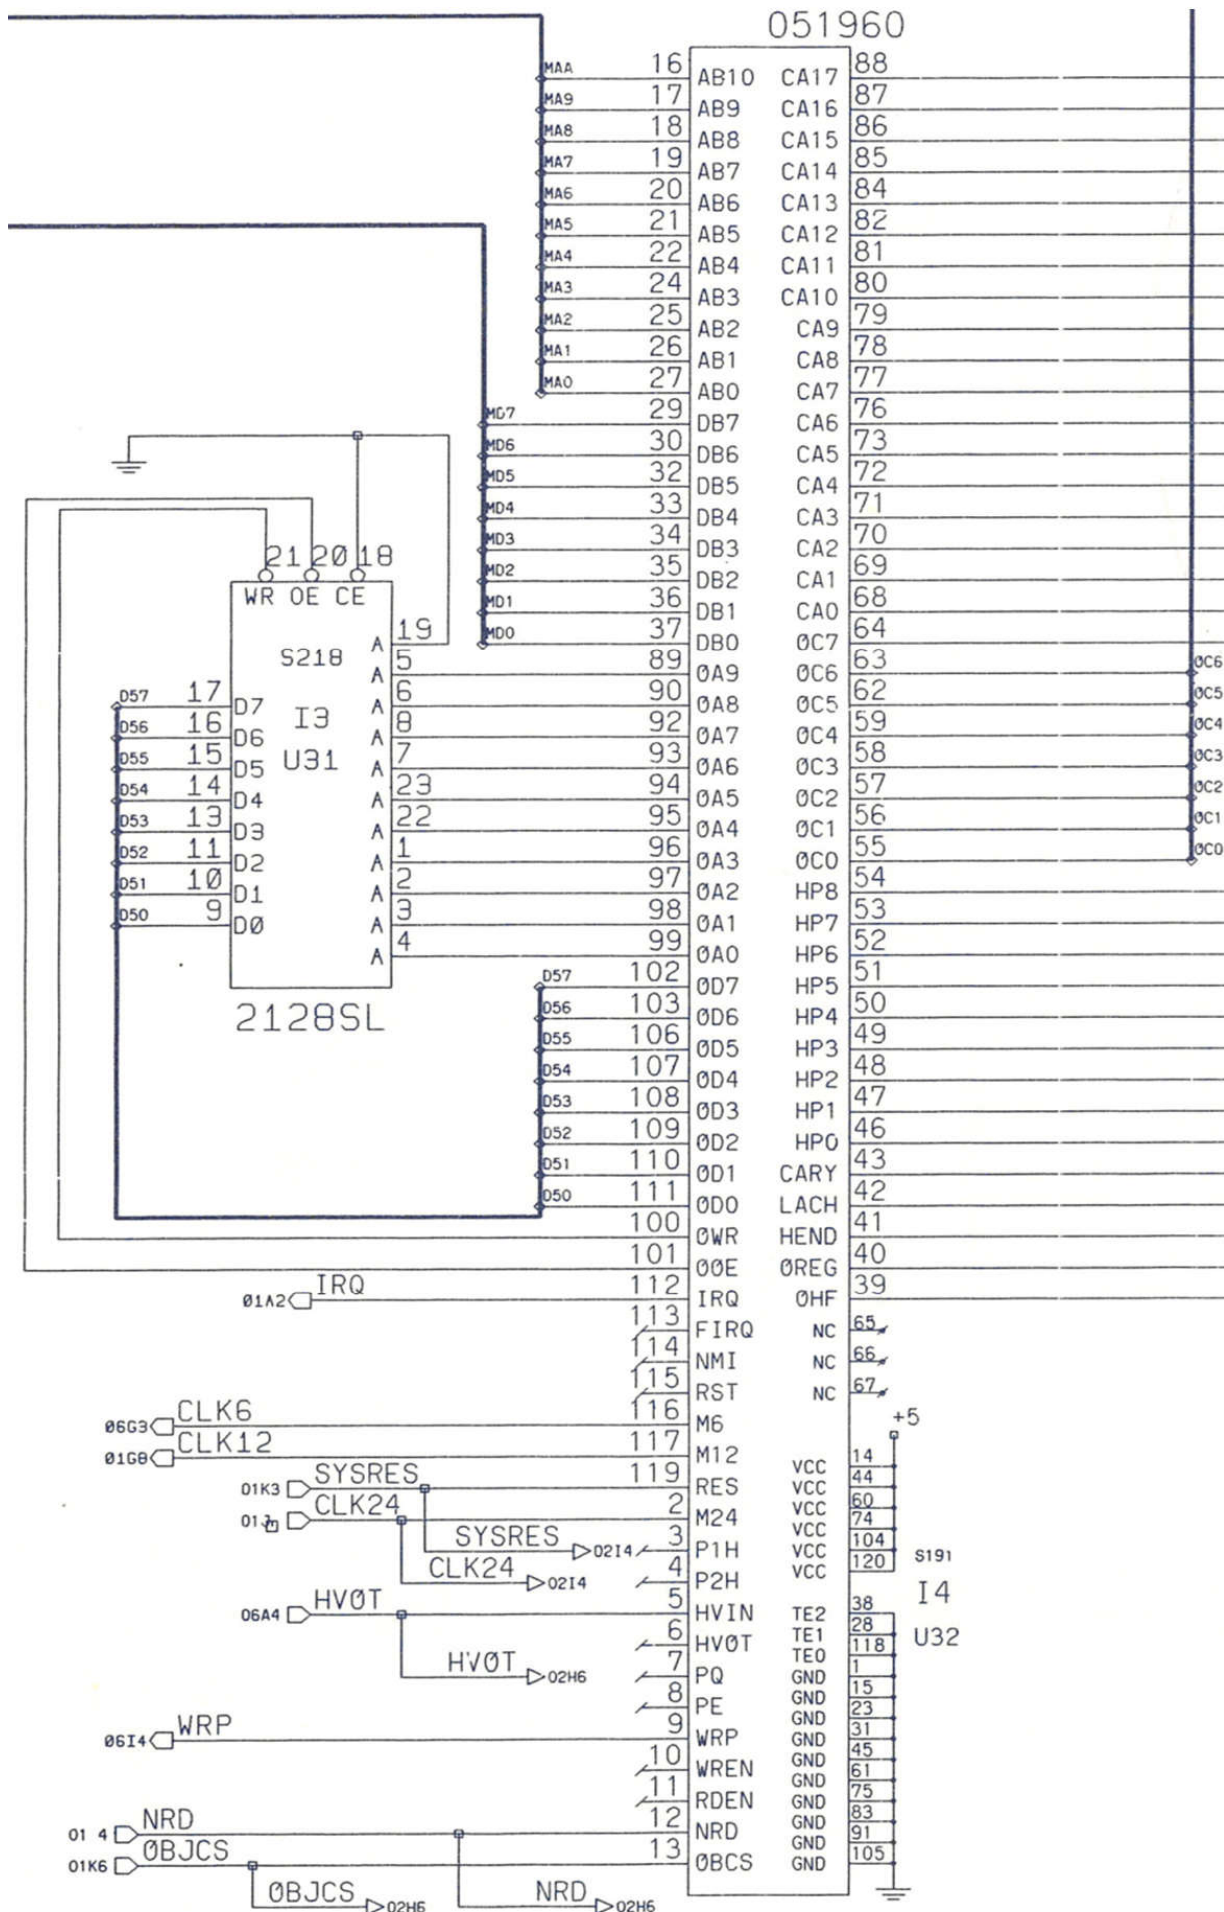 051960
MAA 16 AB10 CA17 88
MA9 17 AB9 CA16 87
MA8 18 AB8 CA15 86
MA7 19 AB7 CA14 85
MA6 20 AB6 CA13 84
MA5 21 AB5 CA12 82
MA4 22 AB4 CA11 81
MA3 24 AB3 CA10 80
MA2 25 AB2 CA9 79
MA1 26 AB1 CA8 78
MA0 27 AB0 CA7 77
MD7 29 DB7 CA6 76
MD6 30 DB6 CA5 73
MD5 32 DB5 CA4 72
MD4 33 DB4 CA3 71
MD3 34 DB3 CA2 70
MD2 35 DB2 CA1 69
MD1 36 DB1 CA0 68
MD0 37 DB0 ØC7 64
21 20 18
WR OE CE
S218
I3
U31
A 19
A 5 89 ØA9 ØC6 63 ØC6
D57 17 D7 A 6 90 ØA8 ØC5 62 ØC5
D56 16 D6 A 8 92 ØA7 ØC4 59 ØC4
D55 15 D5 A 7 93 ØA6 ØC3 58 ØC3
D54 14 D4 A 23 94 ØA5 ØC2 57 ØC2
D53 13 D3 A 22 95 ØA4 ØC1 56 ØC1
D52 11 D2 A 1 96 ØA3 ØC0 55 ØC0
D51 10 D1 A 2 97 ØA2 HP8 54
D50 9 DØ A 3 98 ØA1 HP7 53
A 4 99 ØA0 HP6 52
2128SL
D57 102 ØD7 HP5 51
D56 103 ØD6 HP4 50
D55 106 ØD5 HP3 49
D54 107 ØD4 HP2 48
D53 108 ØD3 HP1 47
D52 109 ØD2 HP0 46
D51 110 ØD1 CARY 43
D50 111 ØD0 LACH 42
100 ØWR HEND 41
101 ØOE ØREG 40
Ø1A2 IRQ 112 IRQ ØHF 39
113 FIRQ NC 65
114 NMI NC 66
115 RST NC 67
Ø6G3 CLK6 116 M6
Ø1G8 CLK12 117 M12
+5
01K3 SYSRES 119 RES
CLK24 2 M24
SYSRES 02I4 3 P1H
CLK24 02I4 4 P2H
06A4 HVØT 5 HVIN
6 HVØT
HVØT 02H6 7 PQ
8 PE
Ø6I4 WRP 9 WRP
10 WREN
11 RDEN
01 4 NRD 12 NRD
01K6 ØBJCS 13 ØBCS
ØBJCS 02H6 NRD 02H6
VCC 14
VCC 44
VCC 60
VCC 74
VCC 104
VCC 120
S191
I4
U32
TE2 38
TE1 28
TE0 118
GND 1
GND 15
GND 23
GND 31
GND 45
GND 61
GND 75
GND 83
GND 91
GND 105